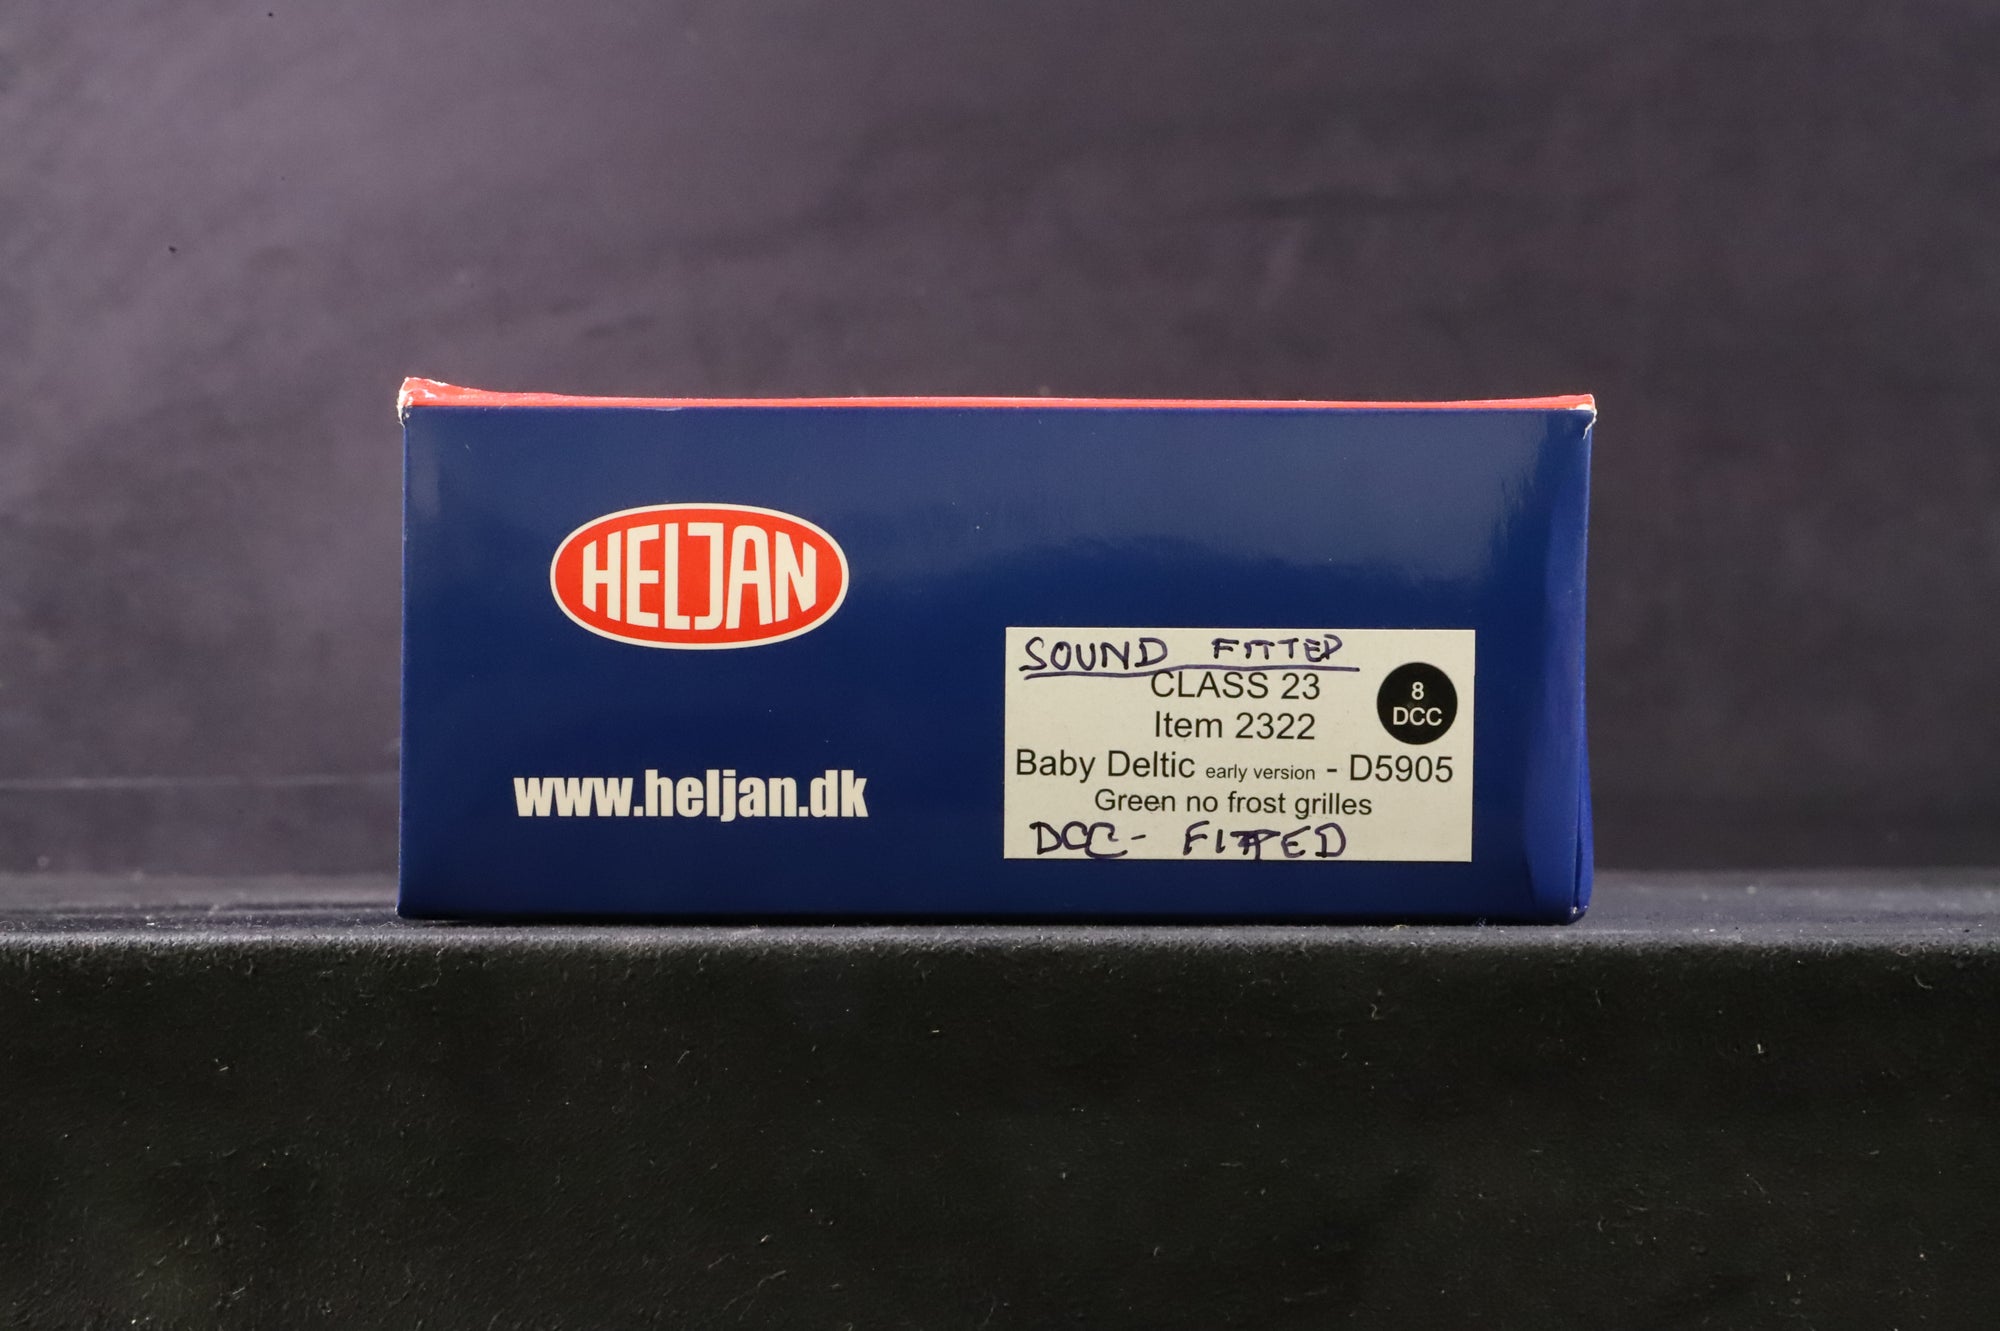 HELJAN
www.heljan.dk
SOUND FITTED
CLASS 23
8
DCC
Item 2322
Baby Deltic early version - D5905
Green no frost grilles
DCC- FITTED